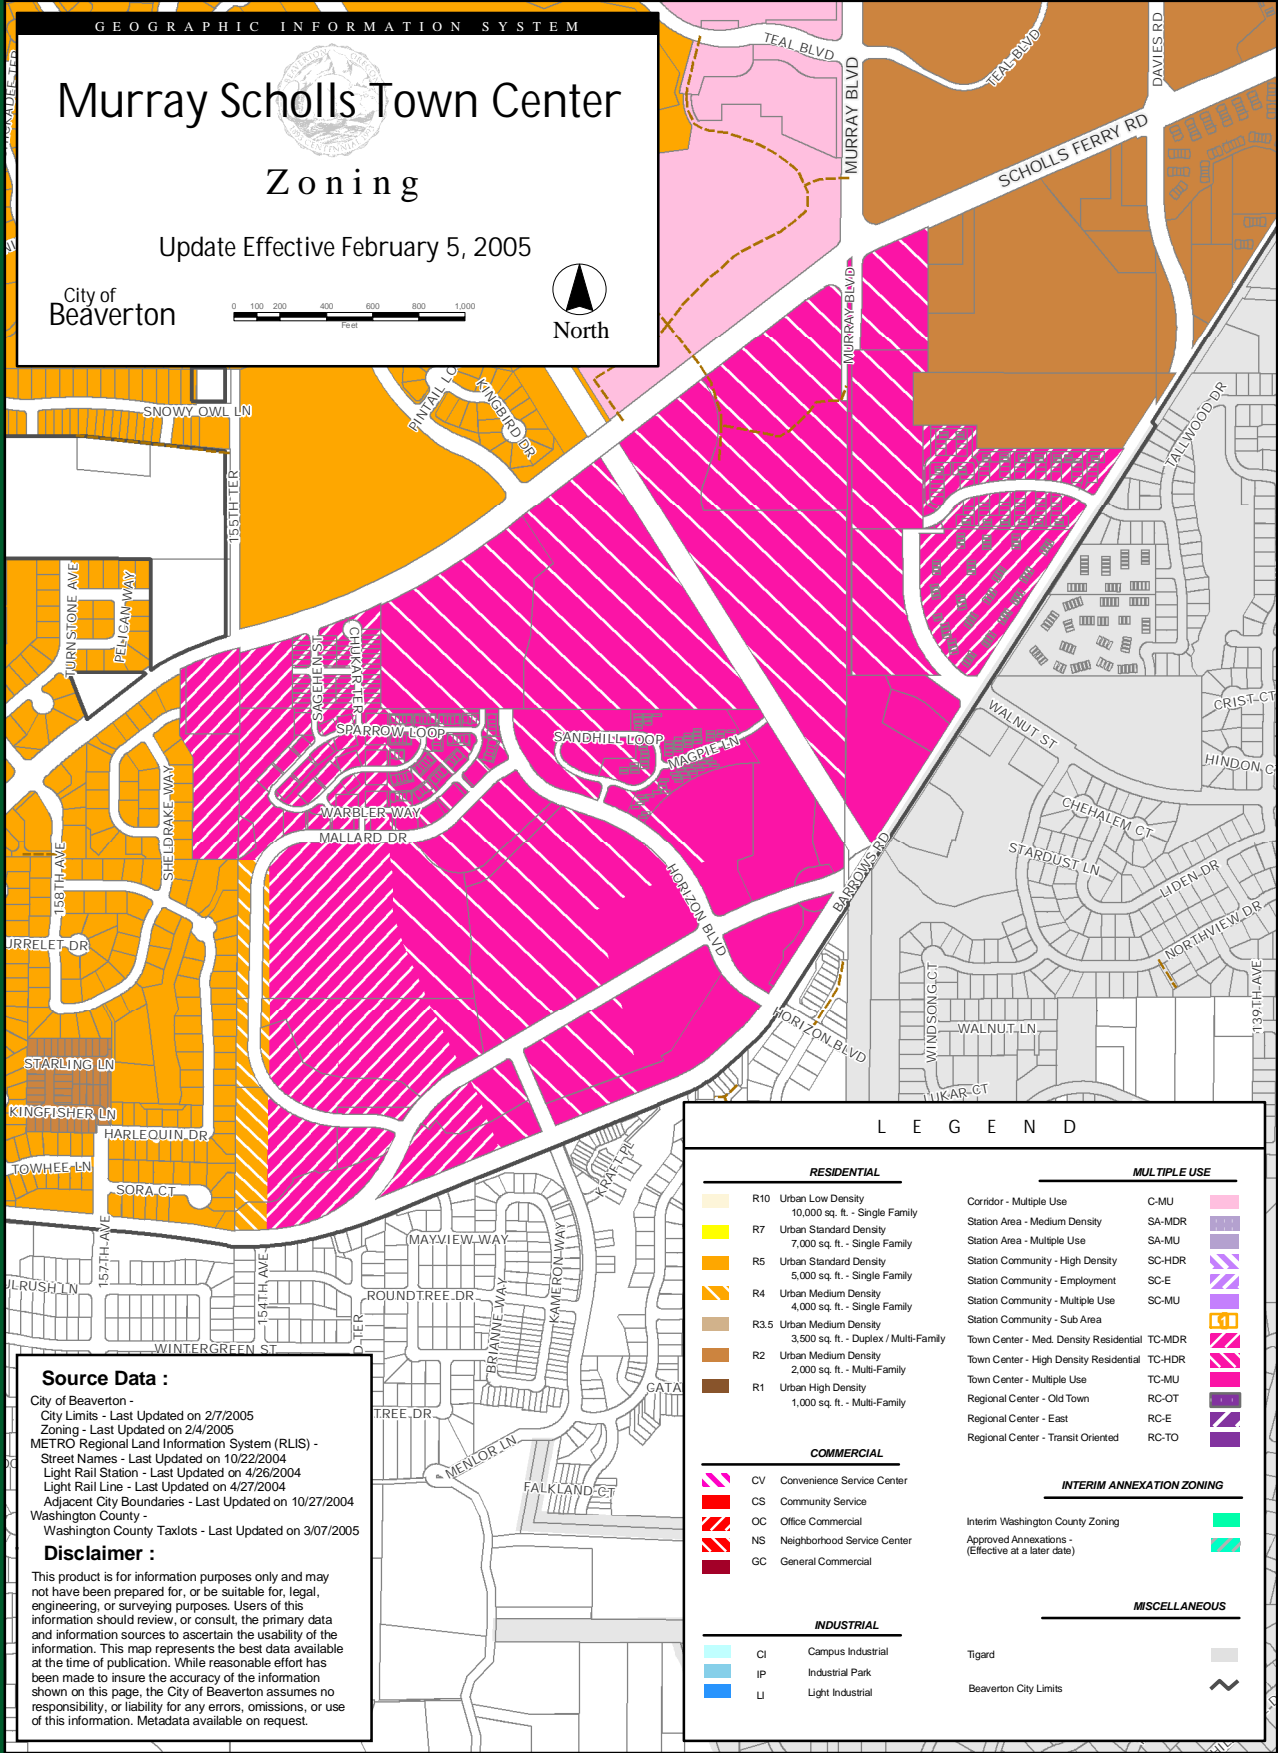 GEOGRAPHIC INFORMATION SYSTEM
Murray Scholls Town Center
Zoning
Update Effective February 5, 2005
City of
Beaverton
0 100 200 400 600 800 1,000
Feet
North
TEAL BLVD
MURRAY BLVD
TEAL BLVD
DAVIES RD
SCHOLLS FERRY RD
MURRAY BLVD
SNOWY OWL LN
KINGBIRD DR
155TH TER
TALLWOOD DR
TURNSTONE AVE
PELICAN WAY
SAGEHEN ST
CHUKAR TER
SPARROW LOOP
SANDHILL LOOP
MAGPIE LN
WALNUT ST
CRIST CT
HINDON C
SHELDRAKE WAY
WARBLER WAY
MALLARD DR
CHEHALEM CT
STARDUST LN
LIDEN DR
NORTHVIEW DR
158TH AVE
HORIZON BLVD
BARROWS RD
URRELET DR
WINDSONG CT
WALNUT LN
139TH AVE
HORIZON BLVD
UKAR CT
STARLING LN
KINGFISHER LN
HARLEQUIN DR
TOWHEE LN
SORA CT
KRAFT PL
157TH AVE
MAYVIEW WAY
154TH AVE
KAMERON WAY
ULRUSH LN
ROUNDTREE DR
BRIANNE WAY
WINTERGREEN ST
D TER
GATA
TREE DR
MENLOR LN
FALKLAND CT
LEGEND
RESIDENTIAL
R10 Urban Low Density
10,000 sq. ft. - Single Family
R7 Urban Standard Density
7,000 sq. ft. - Single Family
R5 Urban Standard Density
5,000 sq. ft. - Single Family
R4 Urban Medium Density
4,000 sq. ft. - Single Family
R3.5 Urban Medium Density
3,500 sq. ft. - Duplex / Multi-Family
R2 Urban Medium Density
2,000 sq. ft. - Multi-Family
R1 Urban High Density
1,000 sq. ft. - Multi-Family
COMMERCIAL
CV Convenience Service Center
CS Community Service
OC Office Commercial
NS Neighborhood Service Center
GC General Commercial
INDUSTRIAL
CI Campus Industrial
IP Industrial Park
LI Light Industrial
MULTIPLE USE
Corridor - Multiple Use C-MU
Station Area - Medium Density SA-MDR
Station Area - Multiple Use SA-MU
Station Community - High Density SC-HDR
Station Community - Employment SC-E
Station Community - Multiple Use SC-MU
Station Community - Sub Area 1
Town Center - Med. Density Residential TC-MDR
Town Center - High Density Residential TC-HDR
Town Center - Multiple Use TC-MU
Regional Center - Old Town RC-OT
Regional Center - East RC-E
Regional Center - Transit Oriented RC-TO
INTERIM ANNEXATION ZONING
Interim Washington County Zoning
Approved Annexations -
(Effective at a later date)
MISCELLANEOUS
Tigard
Beaverton City Limits
Source Data :
City of Beaverton -
City Limits - Last Updated on 2/7/2005
Zoning - Last Updated on 2/4/2005
METRO Regional Land Information System (RLIS) -
Street Names - Last Updated on 10/22/2004
Light Rail Station - Last Updated on 4/26/2004
Light Rail Line - Last Updated on 4/27/2004
Adjacent City Boundaries - Last Updated on 10/27/2004
Washington County -
Washington County Taxlots - Last Updated on 3/07/2005
Disclaimer :
This product is for information purposes only and may
not have been prepared for, or be suitable for, legal,
engineering, or surveying purposes. Users of this
information should review, or consult, the primary data
and information sources to ascertain the usability of the
information. This map represents the best data available
at the time of publication. While reasonable effort has
been made to insure the accuracy of the information
shown on this page, the City of Beaverton assumes no
responsibility, or liability for any errors, omissions, or use
of this information. Metadata available on request.